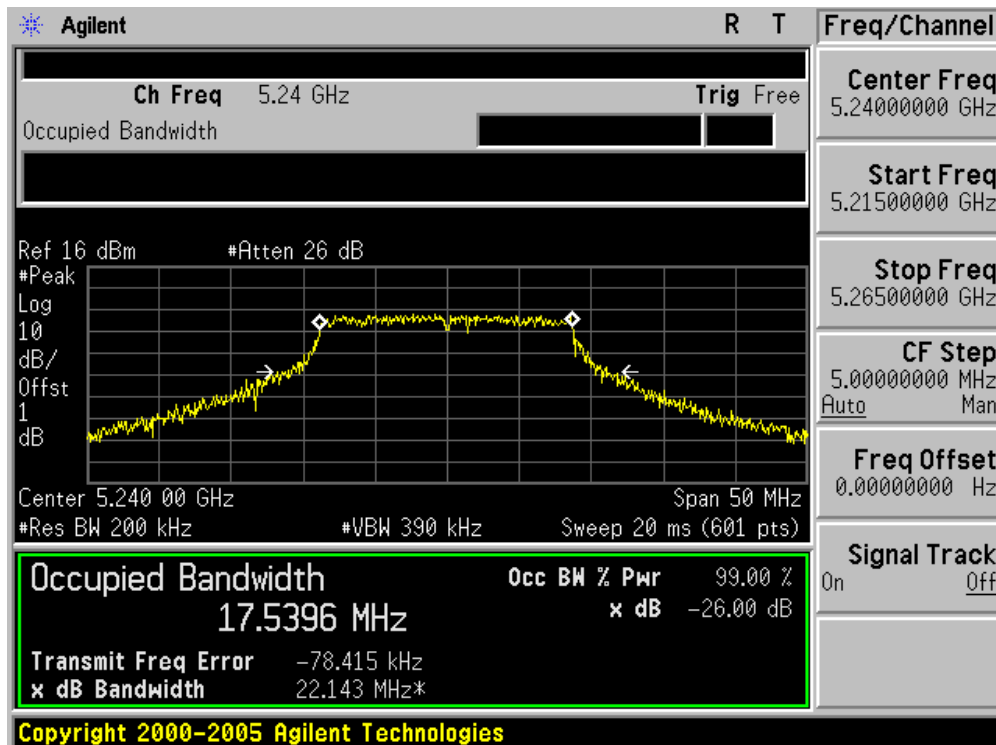 Agilent R T
Freq/Channel
Ch Freq 5.24 GHz Trig Free
Occupied Bandwidth
Ref 16 dBm #Atten 26 dB
#Peak
Log
10
dB/
Offst
1
dB
Center 5.240 00 GHz Span 50 MHz
#Res BW 200 kHz #VBW 390 kHz Sweep 20 ms (601 pts)
Occupied Bandwidth Occ BW % Pwr 99.00 %
17.5396 MHz x dB -26.00 dB
Transmit Freq Error -78.415 kHz
x dB Bandwidth 22.143 MHz*
Center Freq
5.24000000 GHz
Start Freq
5.21500000 GHz
Stop Freq
5.26500000 GHz
CF Step
5.00000000 MHz
Auto Man
Freq Offset
0.00000000 Hz
Signal Track
On Off
Copyright 2000-2005 Agilent Technologies